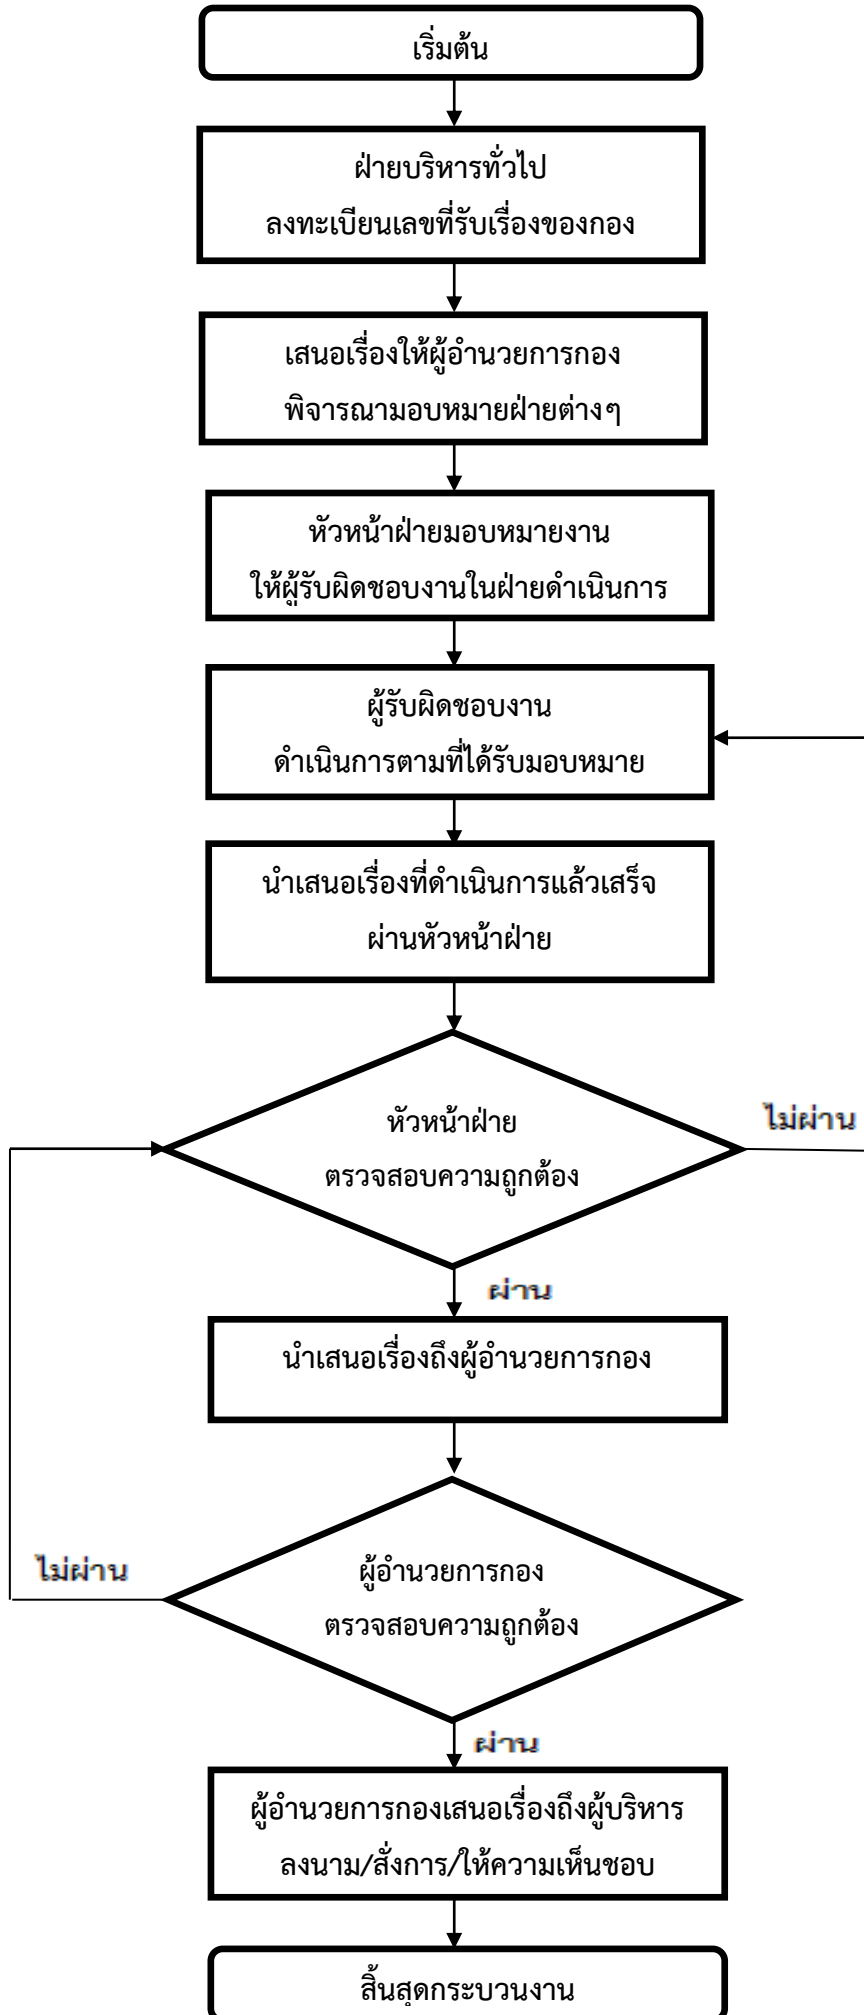 เริ่มต้น
ฝ่ายบริหารทั่วไป
ลงทะเบียนเลขที่รับเรื่องของกอง
เสนอเรื่องให้ผู้อำนวยการกอง
พิจารณามอบหมายฝ่ายต่างๆ
หัวหน้าฝ่ายมอบหมายงาน
ให้ผู้รับผิดชอบงานในฝ่ายดำเนินการ
ผู้รับผิดชอบงาน
ดำเนินการตามที่ได้รับมอบหมาย
นำเสนอเรื่องที่ดำเนินการแล้วเสร็จ
ผ่านหัวหน้าฝ่าย
หัวหน้าฝ่าย
ตรวจสอบความถูกต้อง
ไม่ผ่าน
ผ่าน
นำเสนอเรื่องถึงผู้อำนวยการกอง
ไม่ผ่าน
ผู้อำนวยการกอง
ตรวจสอบความถูกต้อง
ผ่าน
ผู้อำนวยการกองเสนอเรื่องถึงผู้บริหาร
ลงนาม/สั่งการ/ให้ความเห็นชอบ
สิ้นสุดกระบวนงาน